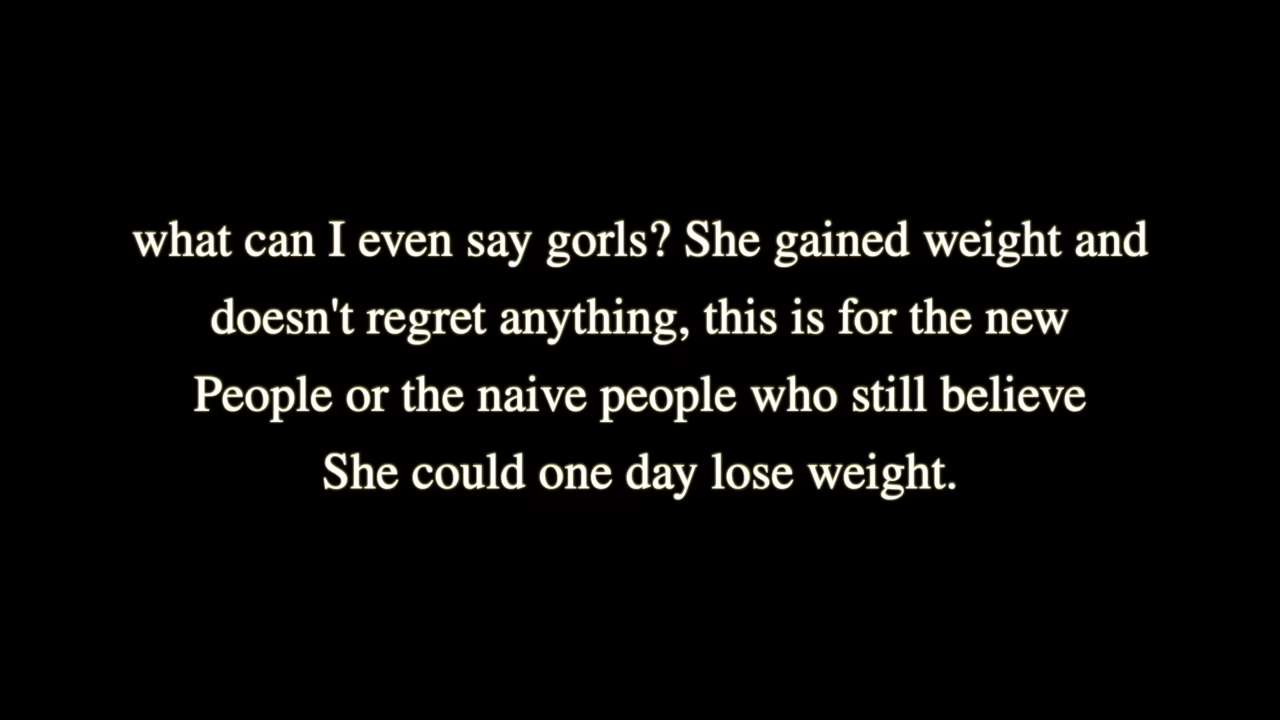 what can I even say gorls? She gained weight and
doesn't regret anything, this is for the new
People or the naive people who still believe
She could one day lose weight.